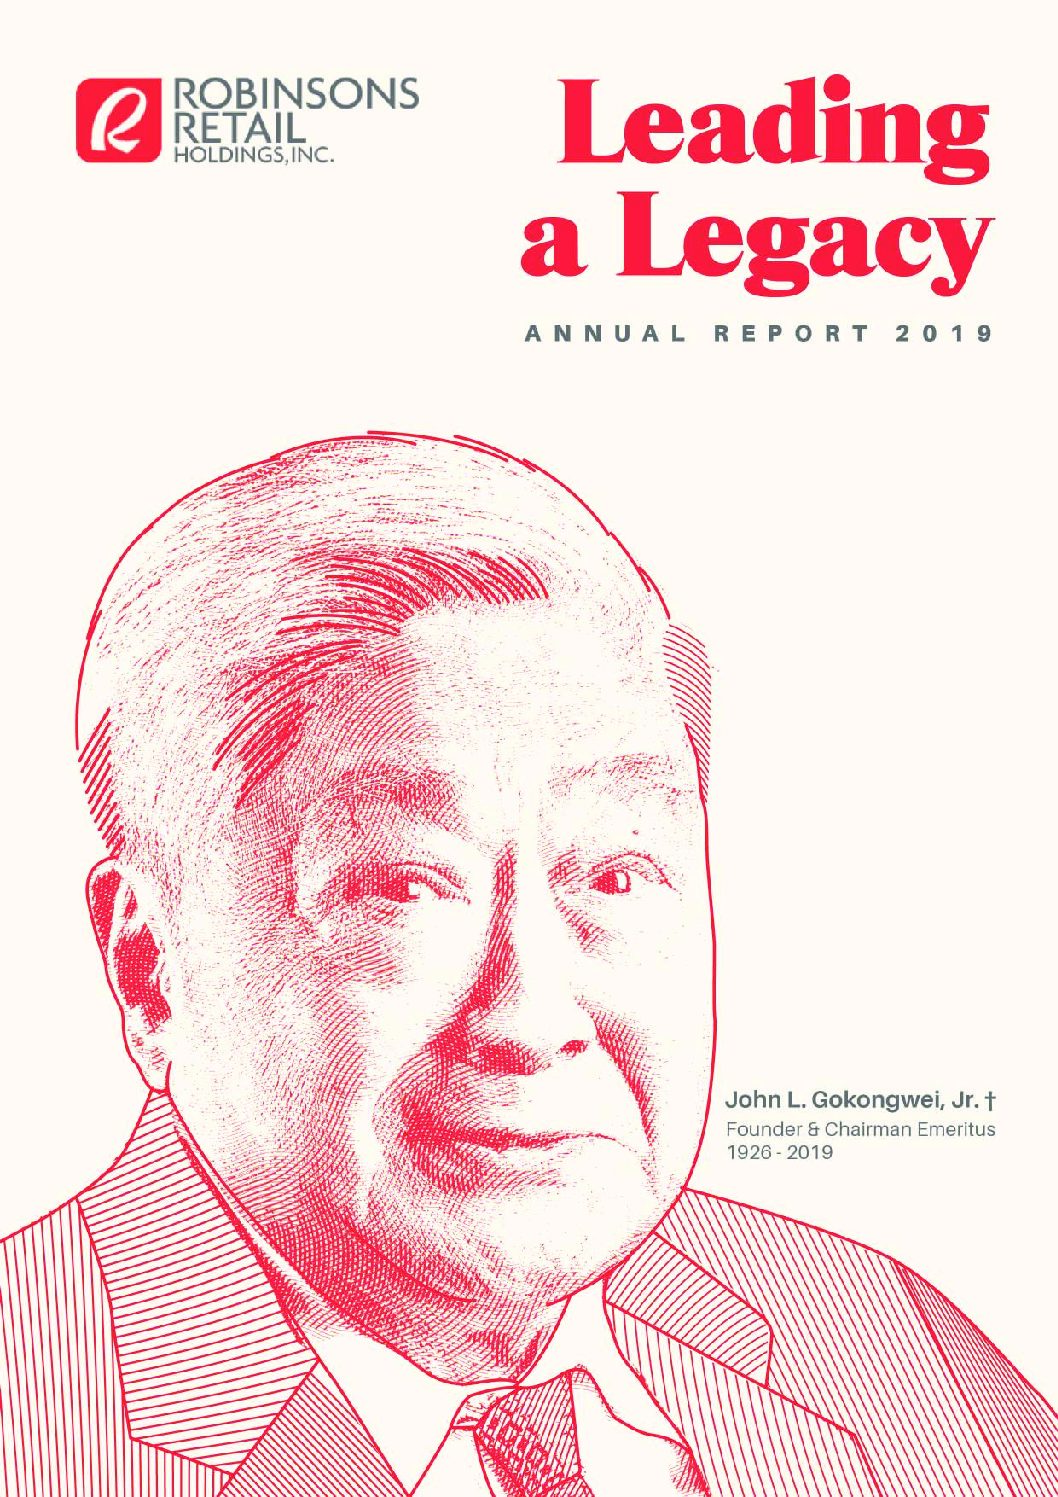 ROBINSONS
RETAIL
HOLDINGS, INC.
Leading
a Legacy
ANNUAL REPORT 2019
John L. Gokongwei, Jr. †
Founder & Chairman Emeritus
1926 - 2019